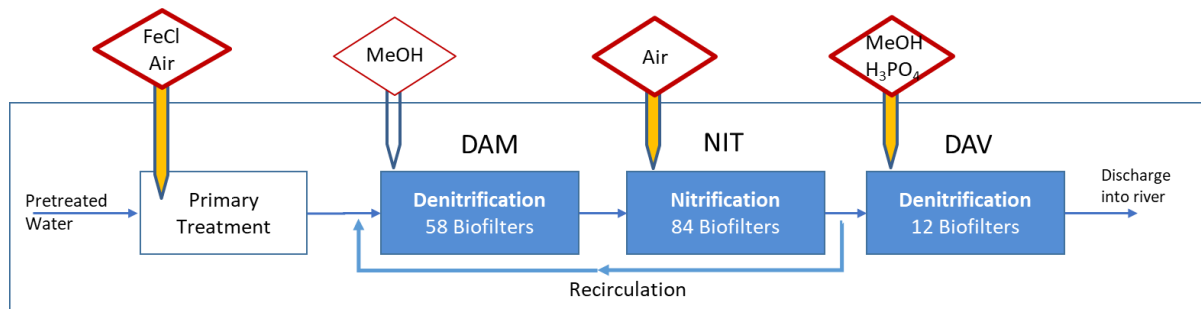 FeCl
Air
MeOH
Air
MeOH
H₃PO₄
DAM
NIT
DAV
Pretreated
Water
Primary
Treatment
Denitrification
58 Biofilters
Nitrification
84 Biofilters
Denitrification
12 Biofilters
Discharge
into river
Recirculation